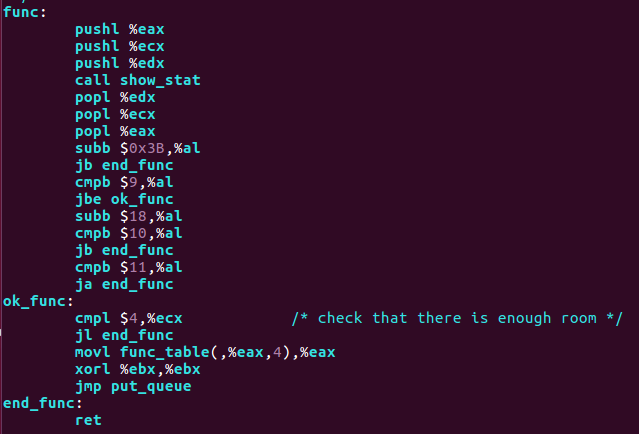 func:
pushl %eax
pushl %ecx
pushl %edx
call show_stat
popl %edx
popl %ecx
popl %eax
subb $0x3B,%al
jb end_func
cmpb $9,%al
jbe ok_func
subb $18,%al
cmpb $10,%al
jb end_func
cmpb $11,%al
ja end_func
ok_func:
cmpl $4,%ecx /* check that there is enough room */
jl end_func
movl func_table(,%eax,4),%eax
xorl %ebx,%ebx
jmp put_queue
end_func:
ret